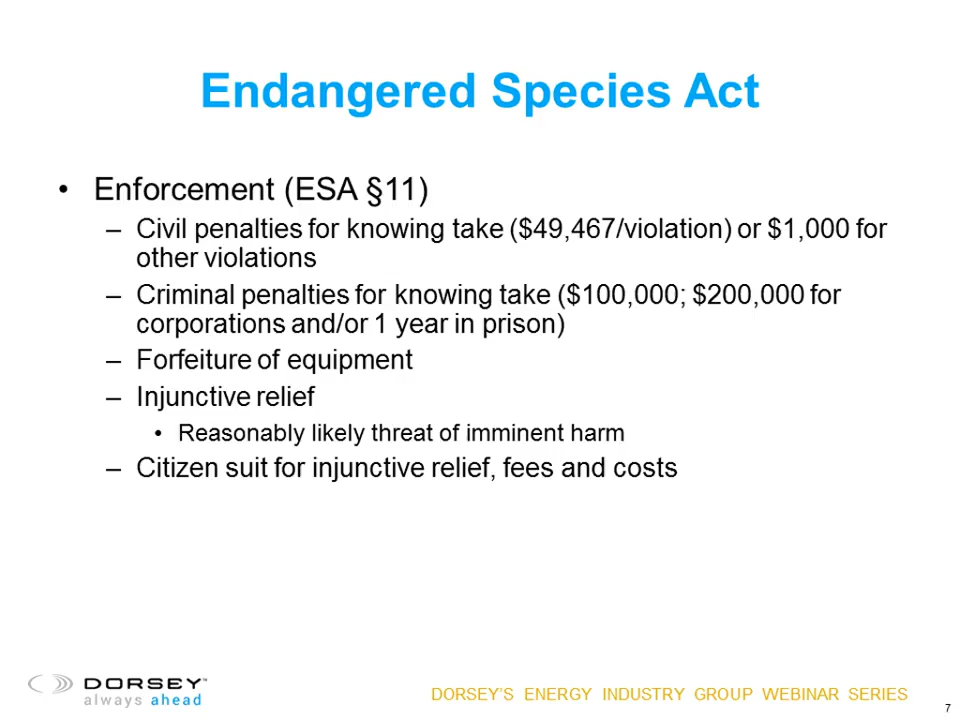 Endangered Species Act
• Enforcement (ESA §11)
– Civil penalties for knowing take ($49,467/violation) or $1,000 for
other violations
– Criminal penalties for knowing take ($100,000; $200,000 for
corporations and/or 1 year in prison)
– Forfeiture of equipment
– Injunctive relief
• Reasonably likely threat of imminent harm
– Citizen suit for injunctive relief, fees and costs
DORSEY™
always ahead
DORSEY'S ENERGY INDUSTRY GROUP WEBINAR SERIES
7